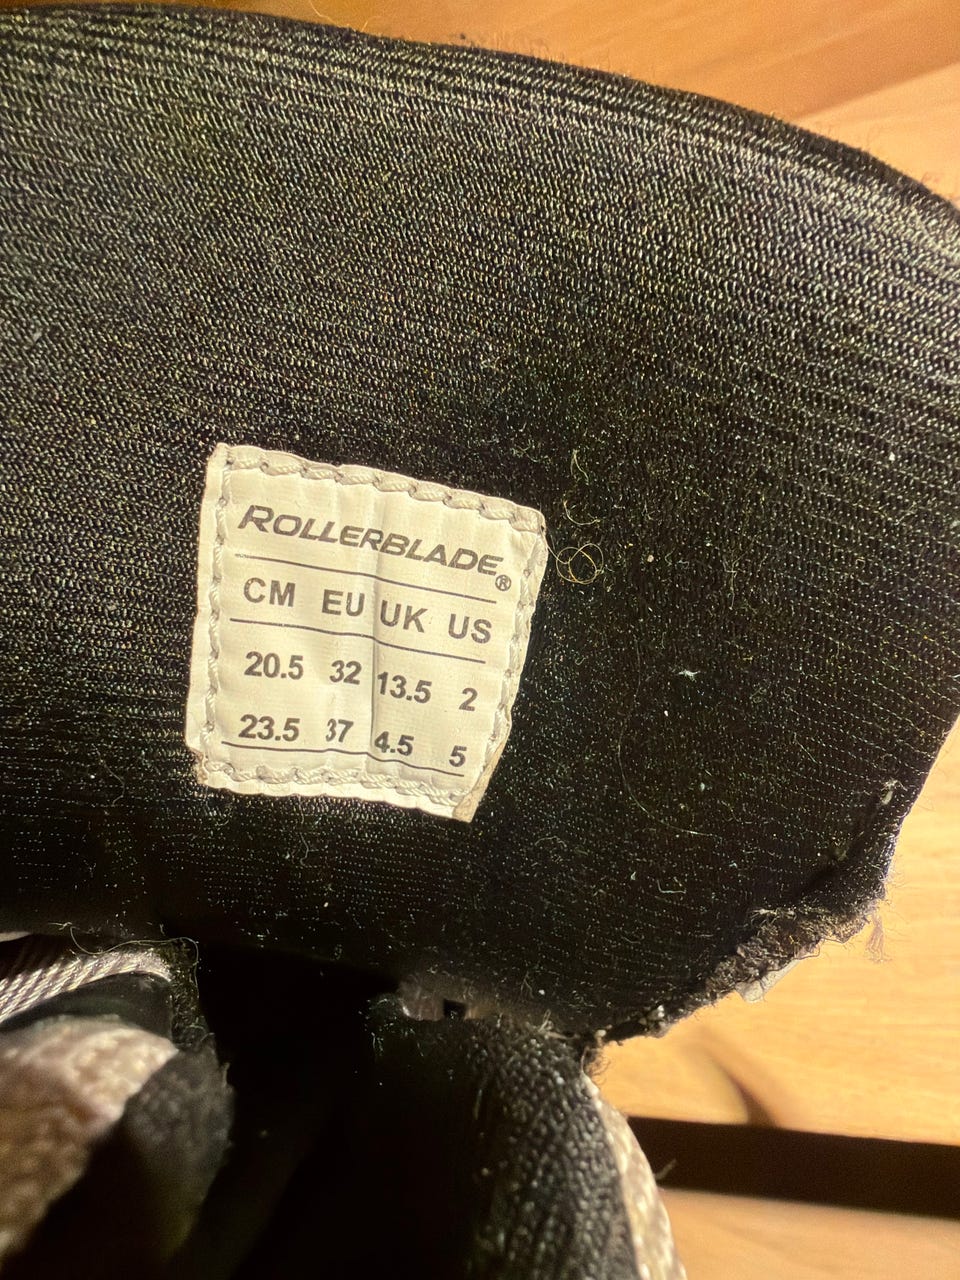 ROLLERBLADE®
CM EU UK US
20.5 32 13.5 2
23.5 37 4.5 5